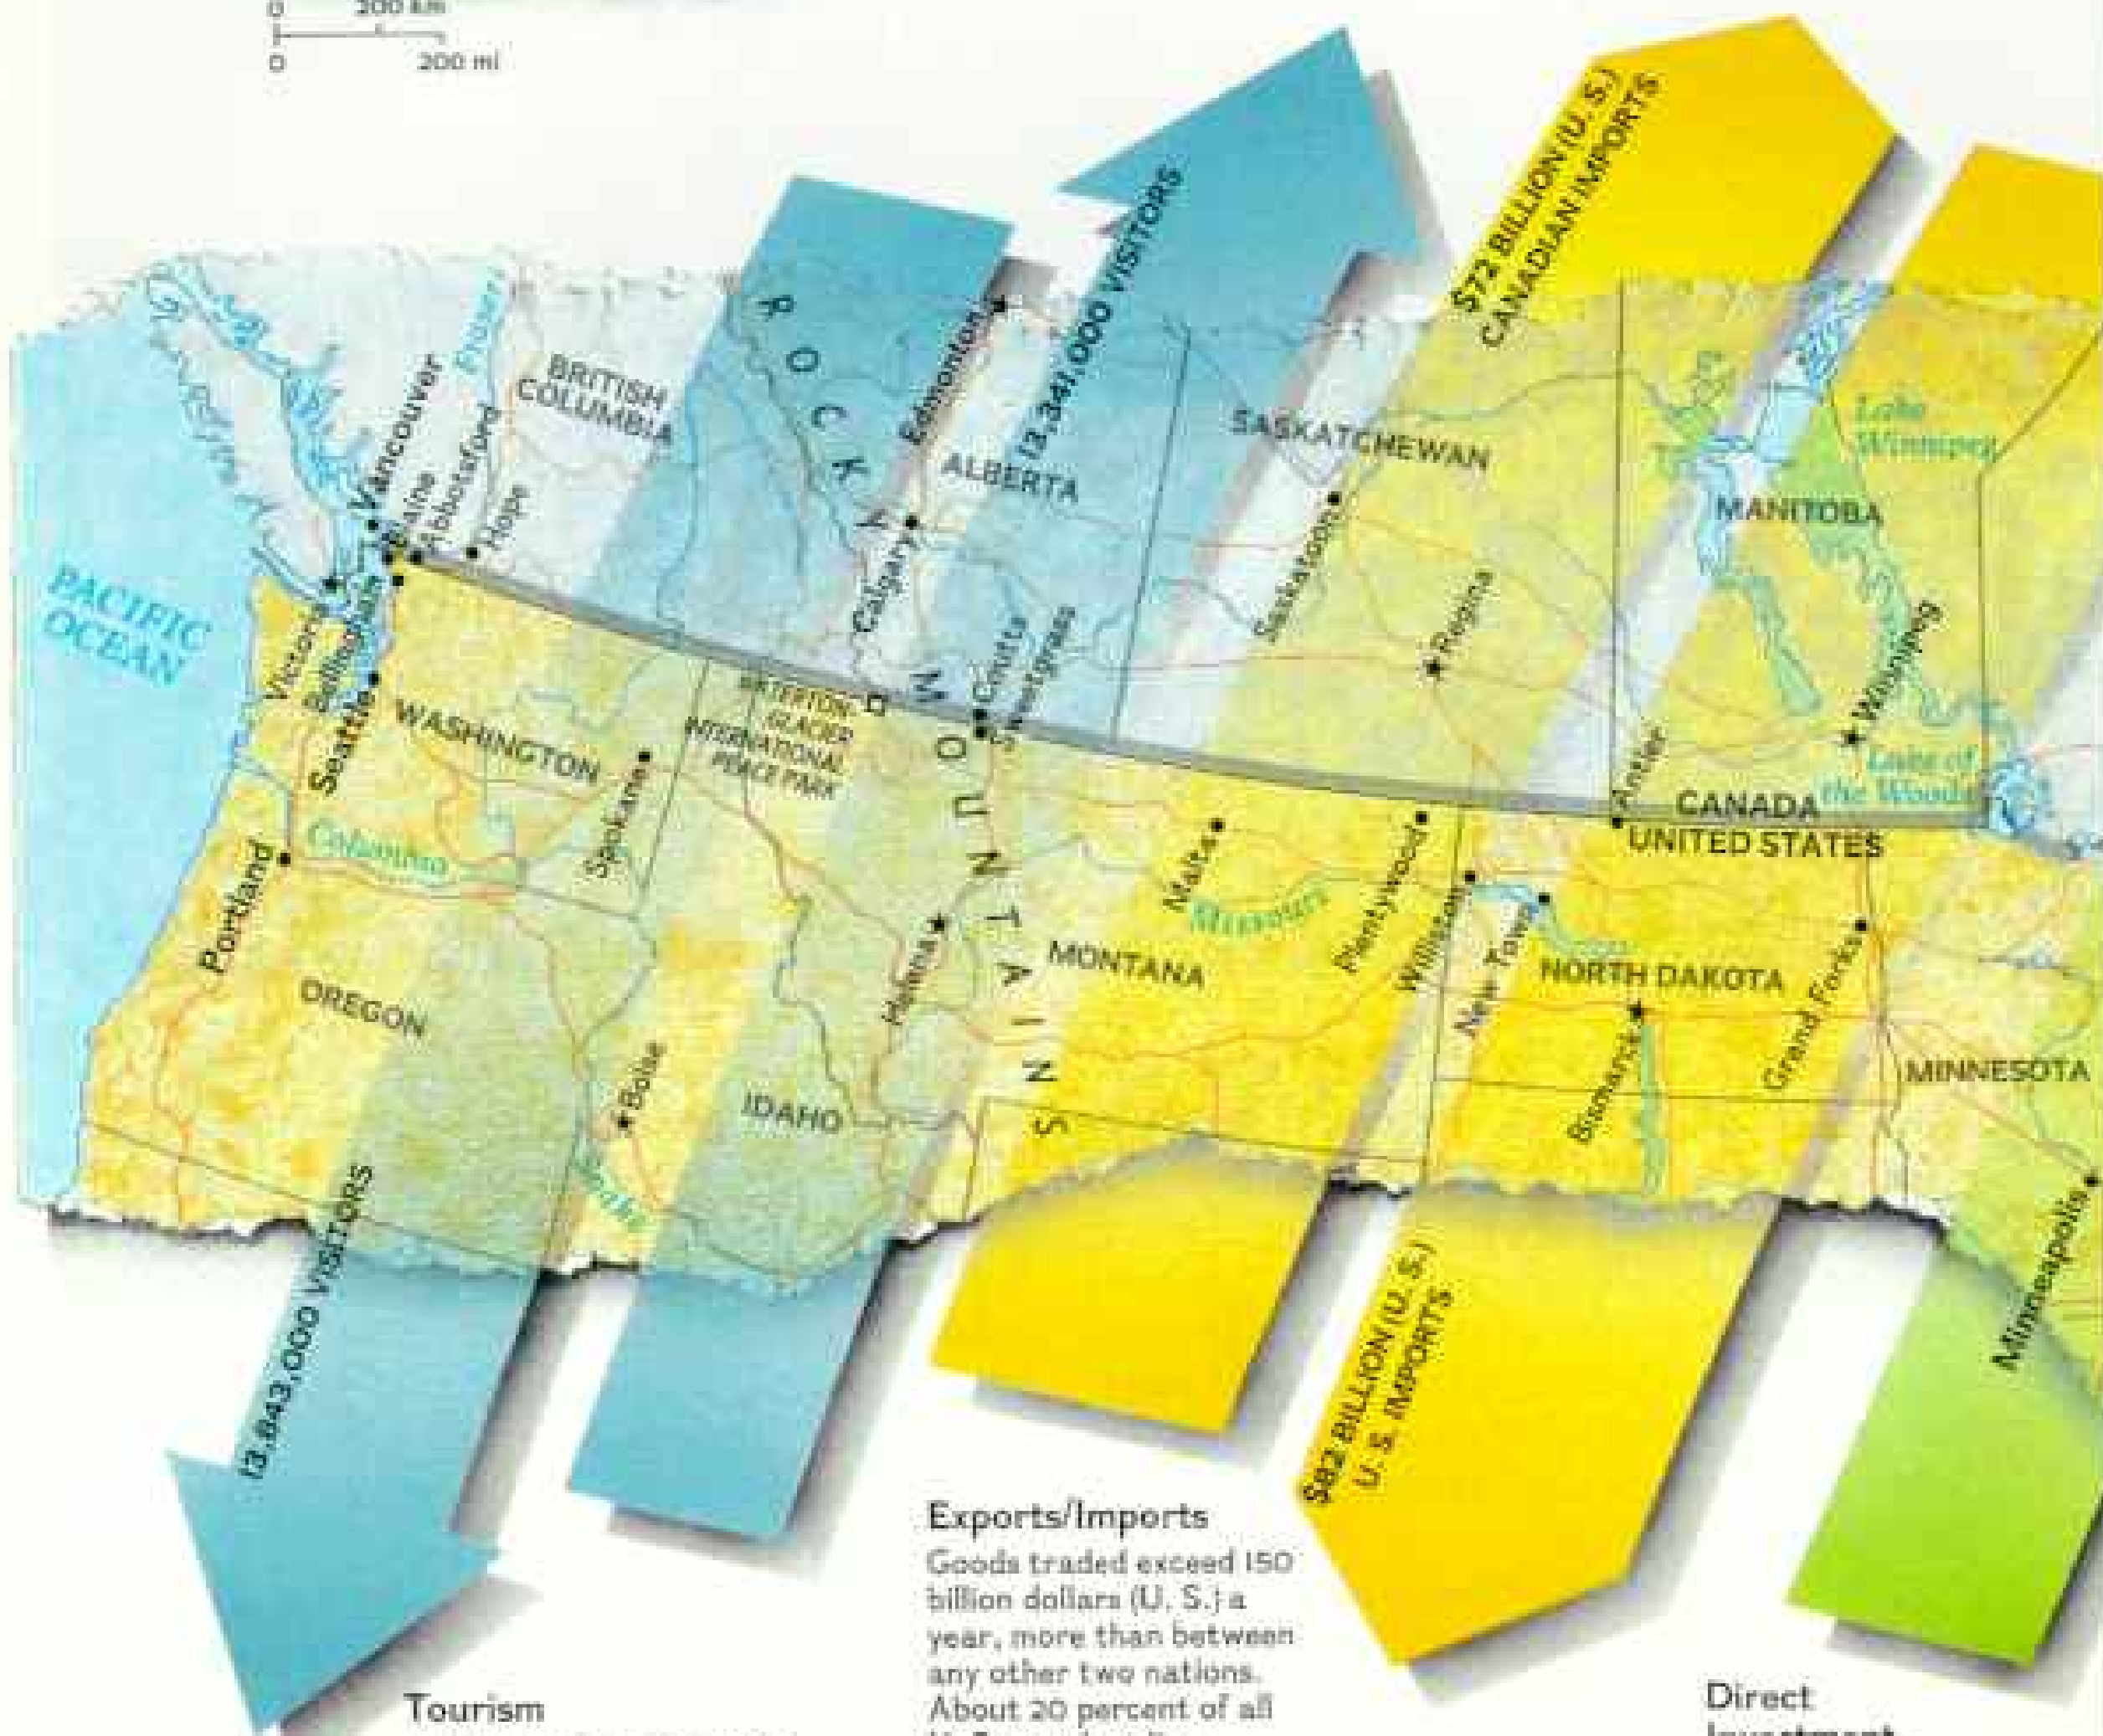 0 200 km
0 200 mi
$72 BILLION (U. S.)
CANADIAN IMPORTS
13,341,000 VISITORS
ROCKY MOUNTAINS
Fraser
BRITISH
COLUMBIA
Vancouver
Blaine
Abbotsford
Hope
Edmonton
ALBERTA
Calgary
SASKATCHEWAN
Saskatoon
Regina
Lake
Winnipeg
MANITOBA
Winnipeg
Lake of
the Woods
PACIFIC
OCEAN
Victoria
Bellingham
Seattle
WASHINGTON
Spokane
WATERTON-
GLACIER
INTERNATIONAL
PEACE PARK
Coutts
Sweetgrass
Antler
CANADA
UNITED STATES
Columbia
Portland
OREGON
Boise
IDAHO
Snake
Helena
MONTANA
Malta
Missouri
Plentywood
Williston
New Town
NORTH DAKOTA
Bismarck
Grand Forks
MINNESOTA
Minneapolis
13,843,000 VISITORS
$82 BILLION (U. S.)
U. S. IMPORTS
Exports/Imports
Goods traded exceed 150
billion dollars (U. S.) a
year, more than between
any other two nations.
About 20 percent of all
Tourism
Direct
Investment